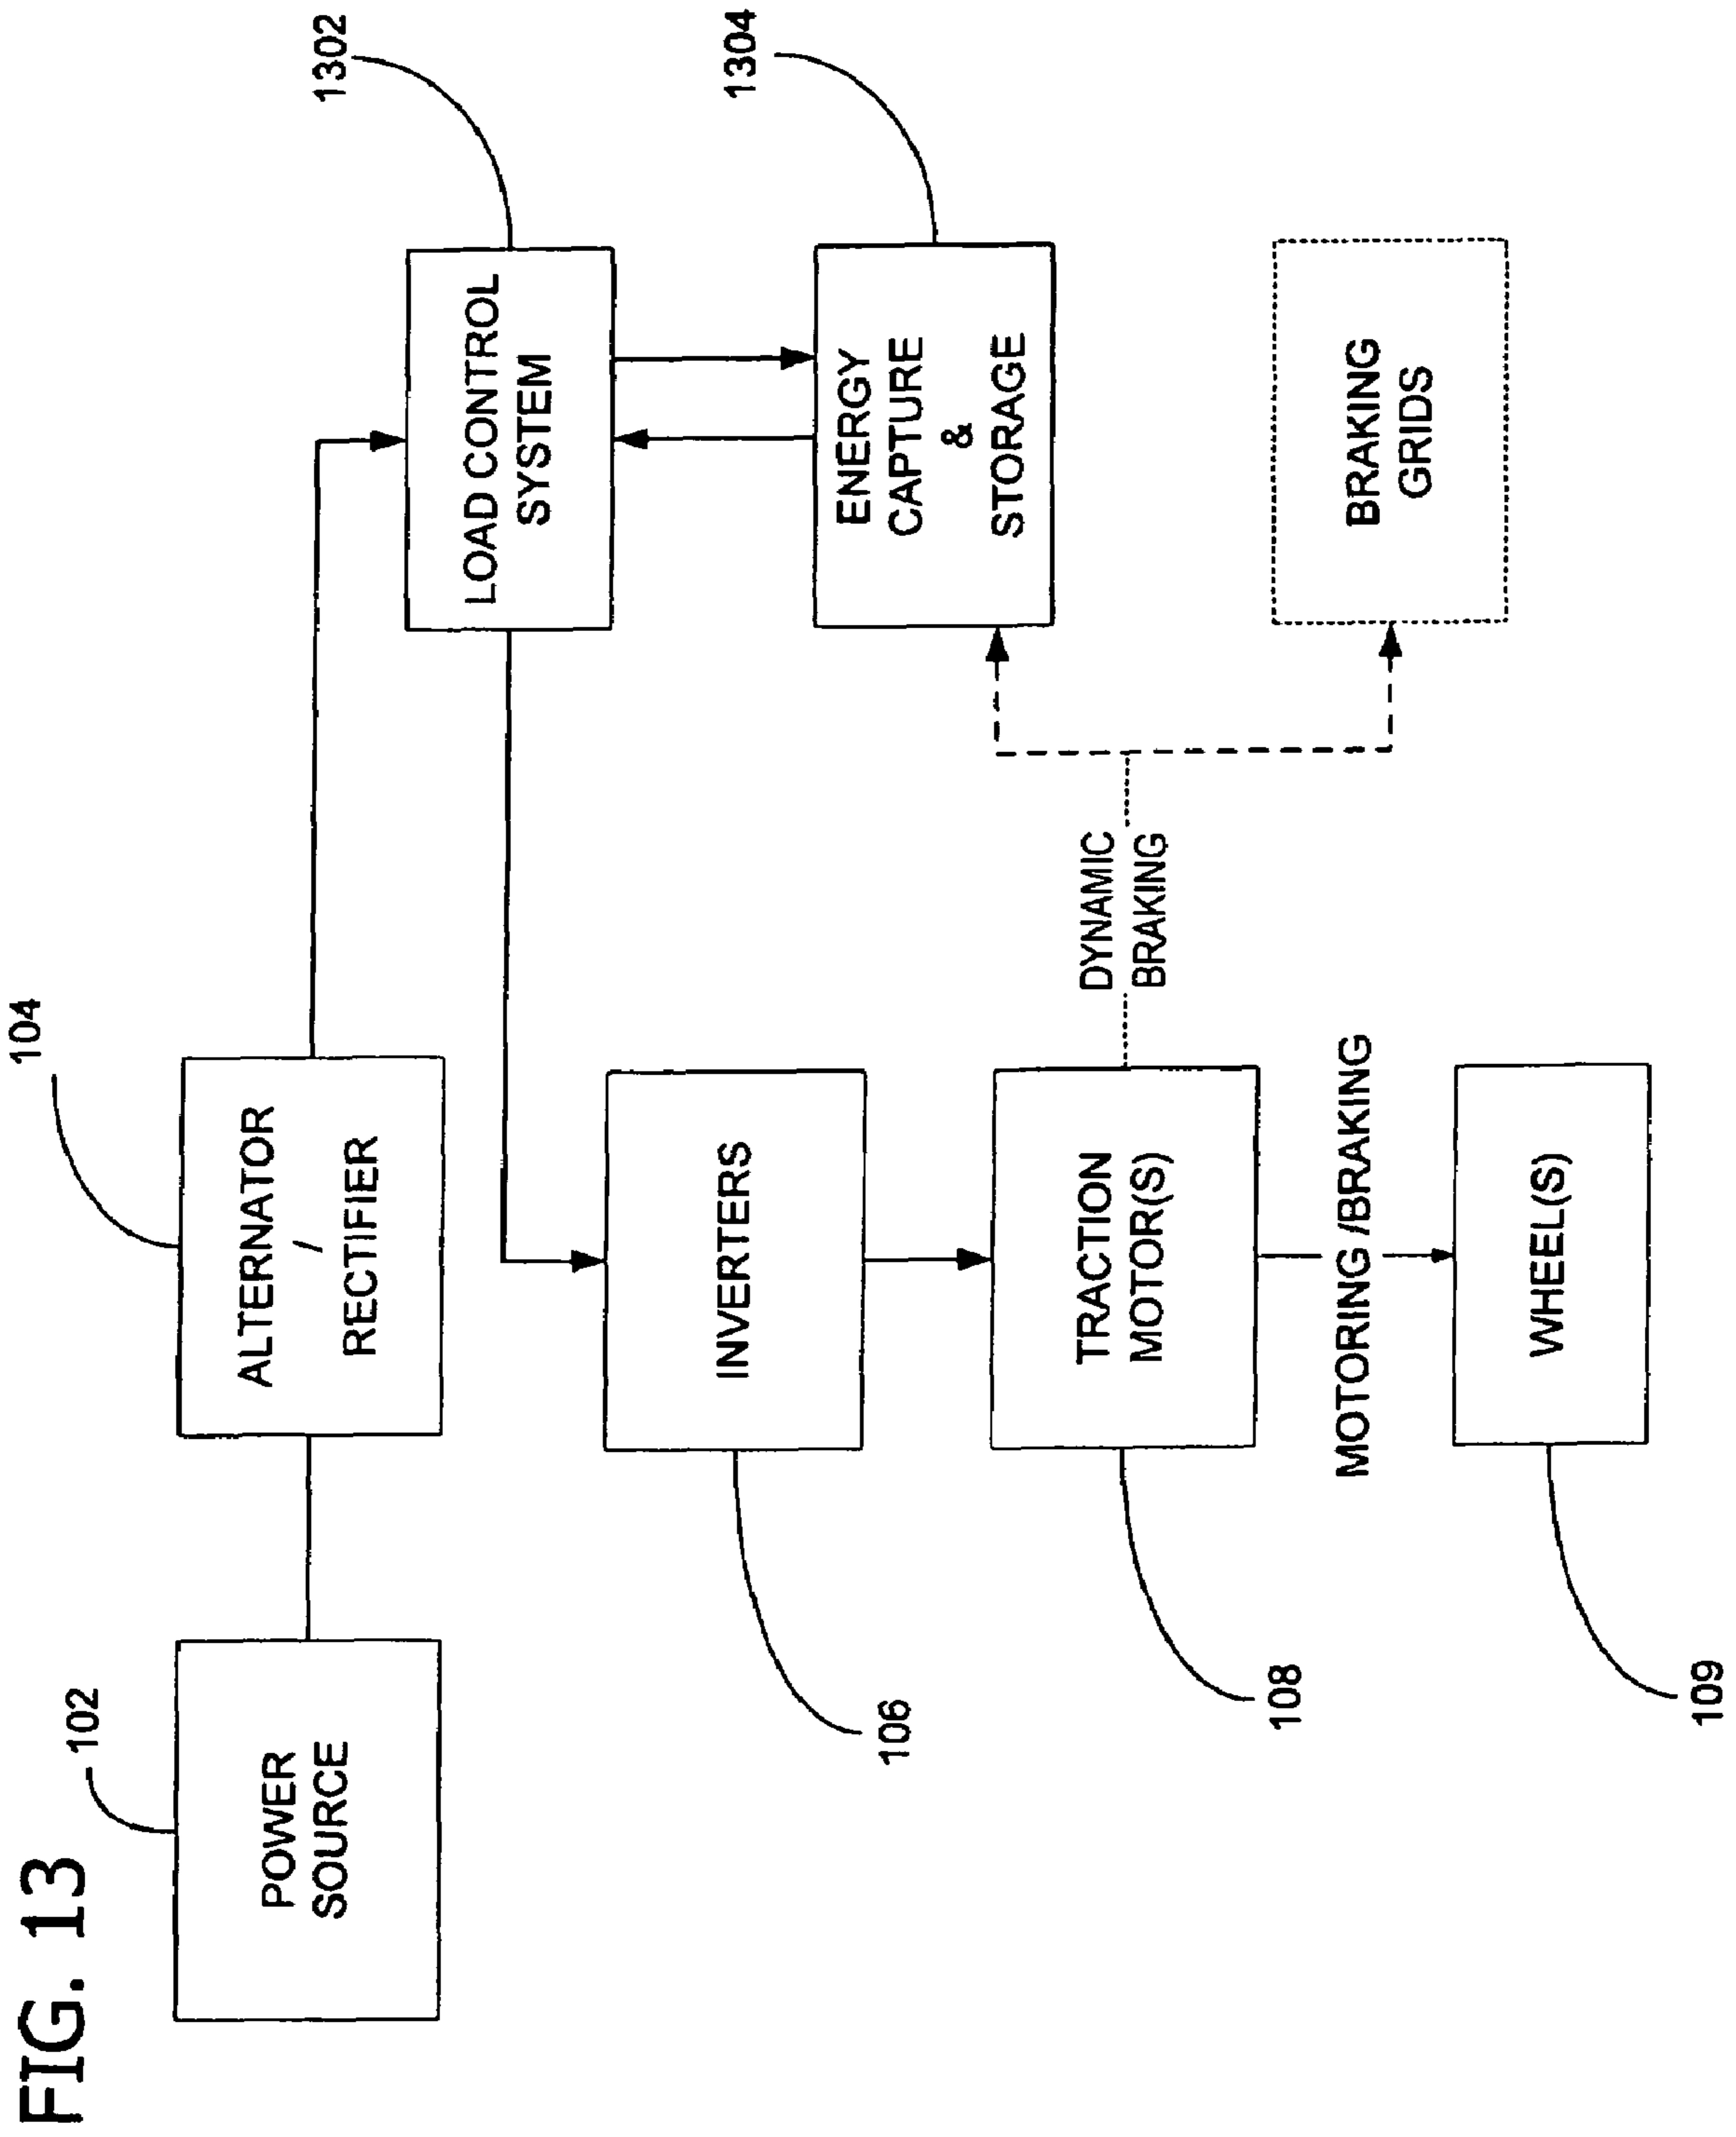 FIG. 13
102
POWER
SOURCE
104
ALTERNATOR
/
RECTIFIER
1302
LOAD CONTROL
SYSTEM
106
INVERTERS
1304
ENERGY
CAPTURE
&
STORAGE
108
TRACTION
MOTOR(S)
DYNAMIC
BRAKING
BRAKING
GRIDS
MOTORING /BRAKING
109
WHEEL(S)